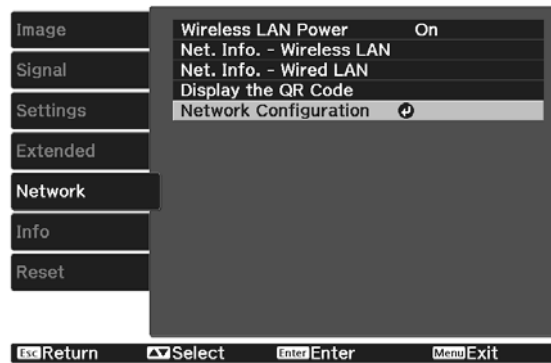 Image
Signal
Settings
Extended
Network
Info
Reset
Wireless LAN Power On
Net. Info. - Wireless LAN
Net. Info. - Wired LAN
Display the QR Code
Network Configuration
Esc Return Select Enter Enter Menu Exit